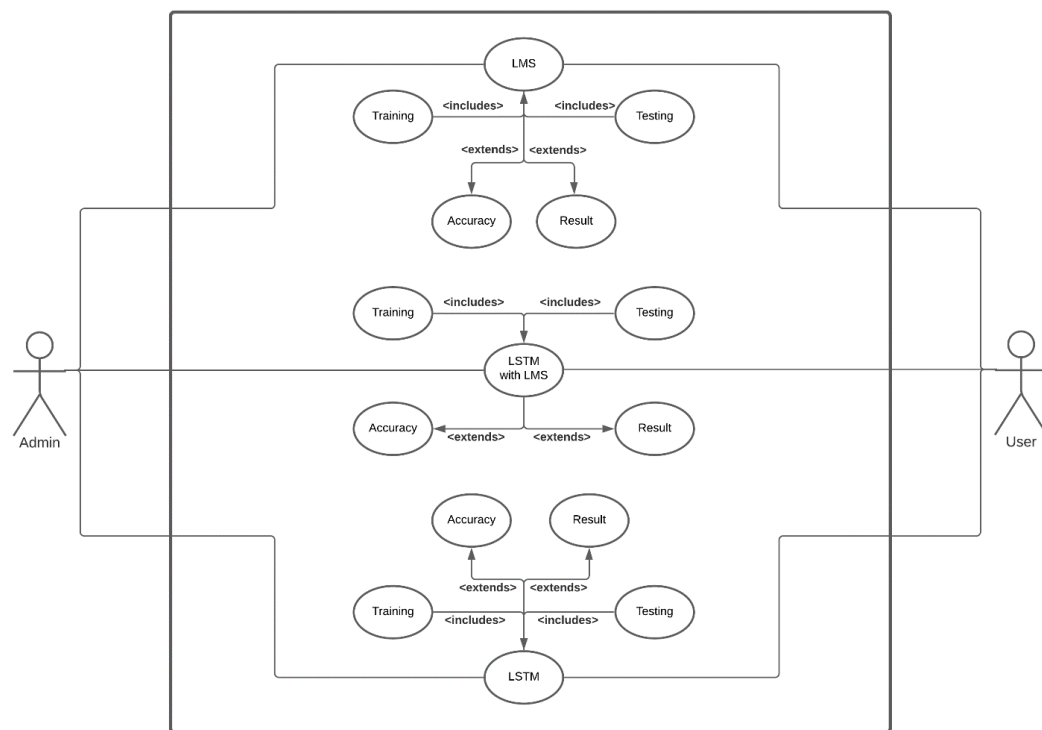 LMS
Training
<includes>
<includes>
Testing
<extends>
<extends>
Accuracy
Result
Training
<includes>
<includes>
Testing
LSTM
with LMS
Admin
User
Accuracy
<extends>
<extends>
Result
Accuracy
Result
<extends>
<extends>
Training
<includes>
<includes>
Testing
LSTM